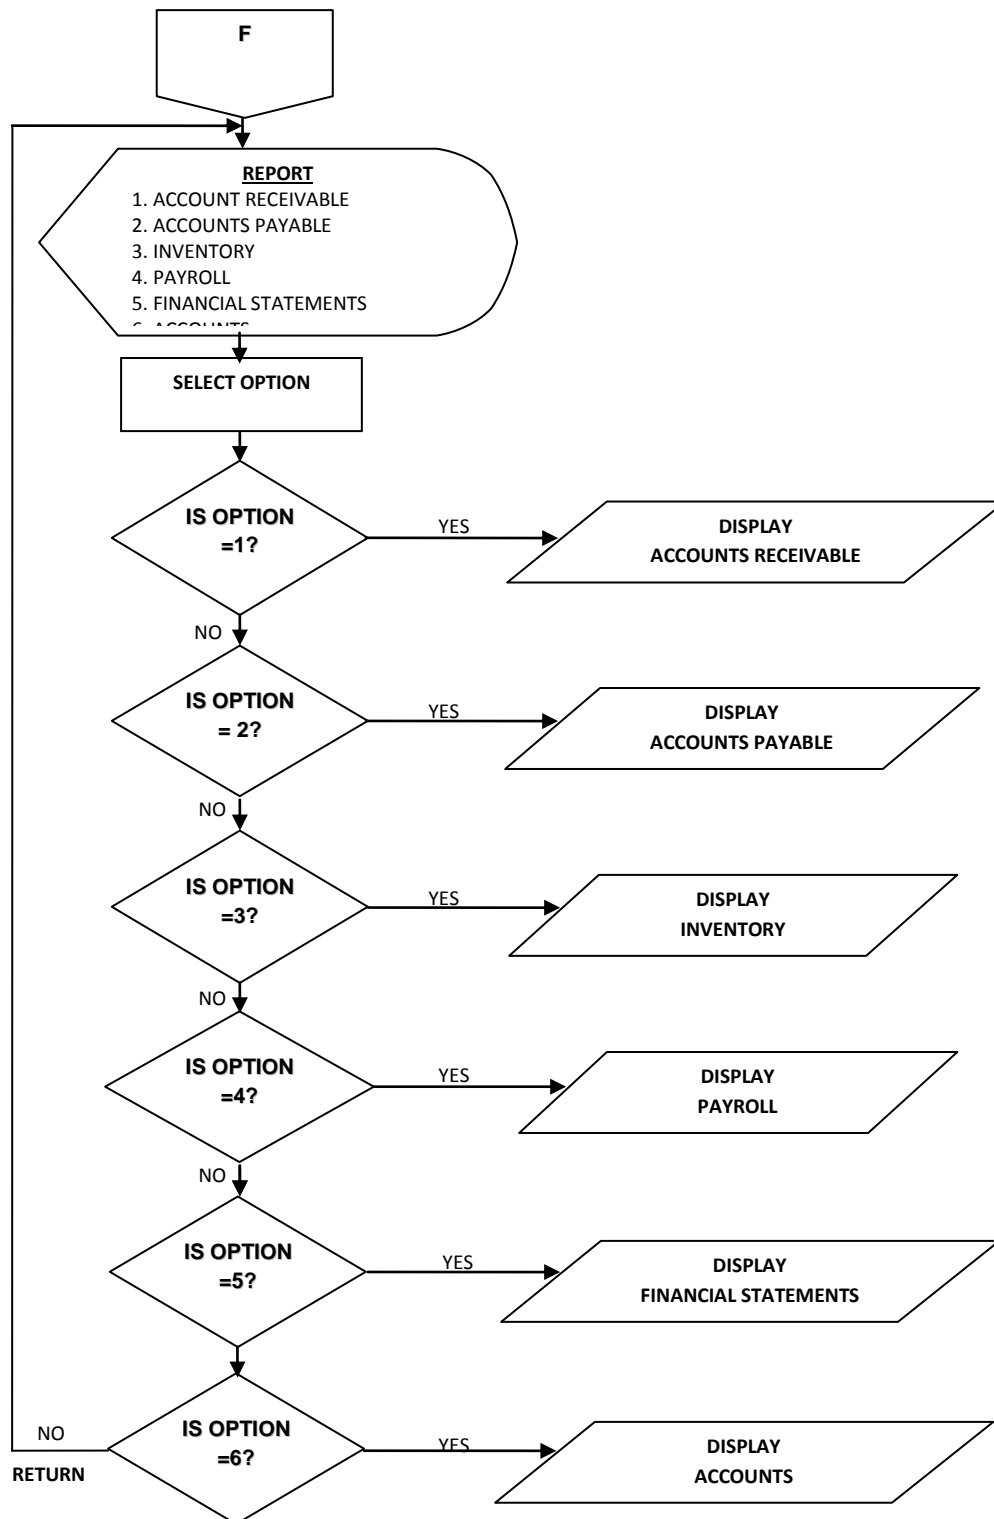 F
REPORT
1. ACCOUNT RECEIVABLE
2. ACCOUNTS PAYABLE
3. INVENTORY
4. PAYROLL
5. FINANCIAL STATEMENTS
6. ACCOUNTS
SELECT OPTION
IS OPTION
=1?
YES
DISPLAY
ACCOUNTS RECEIVABLE
NO
IS OPTION
= 2?
YES
DISPLAY
ACCOUNTS PAYABLE
NO
IS OPTION
=3?
YES
DISPLAY
INVENTORY
NO
IS OPTION
=4?
YES
DISPLAY
PAYROLL
NO
IS OPTION
=5?
YES
DISPLAY
FINANCIAL STATEMENTS
NO
RETURN
IS OPTION
=6?
YES
DISPLAY
ACCOUNTS